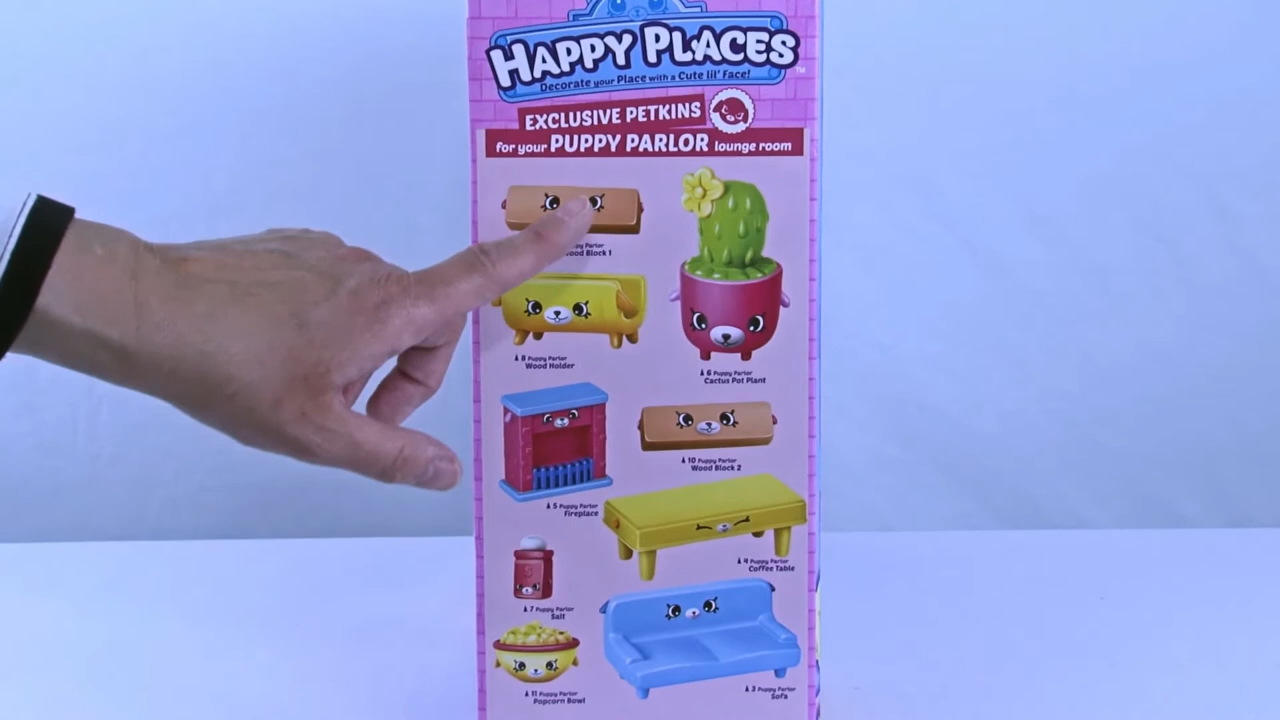 HAPPY PLACES
TM
Decorate your Place with a Cute lil' Face!
EXCLUSIVE PETKINS
for your PUPPY PARLOR lounge room
Parlor
Block 1
8 Puppy Parlor
Wood Holder
6 Puppy Parlor
Cactus Pot Plant
10 Puppy Parlor
Wood Block 2
5 Puppy Parlor
Fireplace
4 Puppy Parlor
Coffee Table
S
7 Puppy Parlor
Salt
11 Puppy Parlor
Popcorn Bowl
3 Puppy Parlor
Sofa